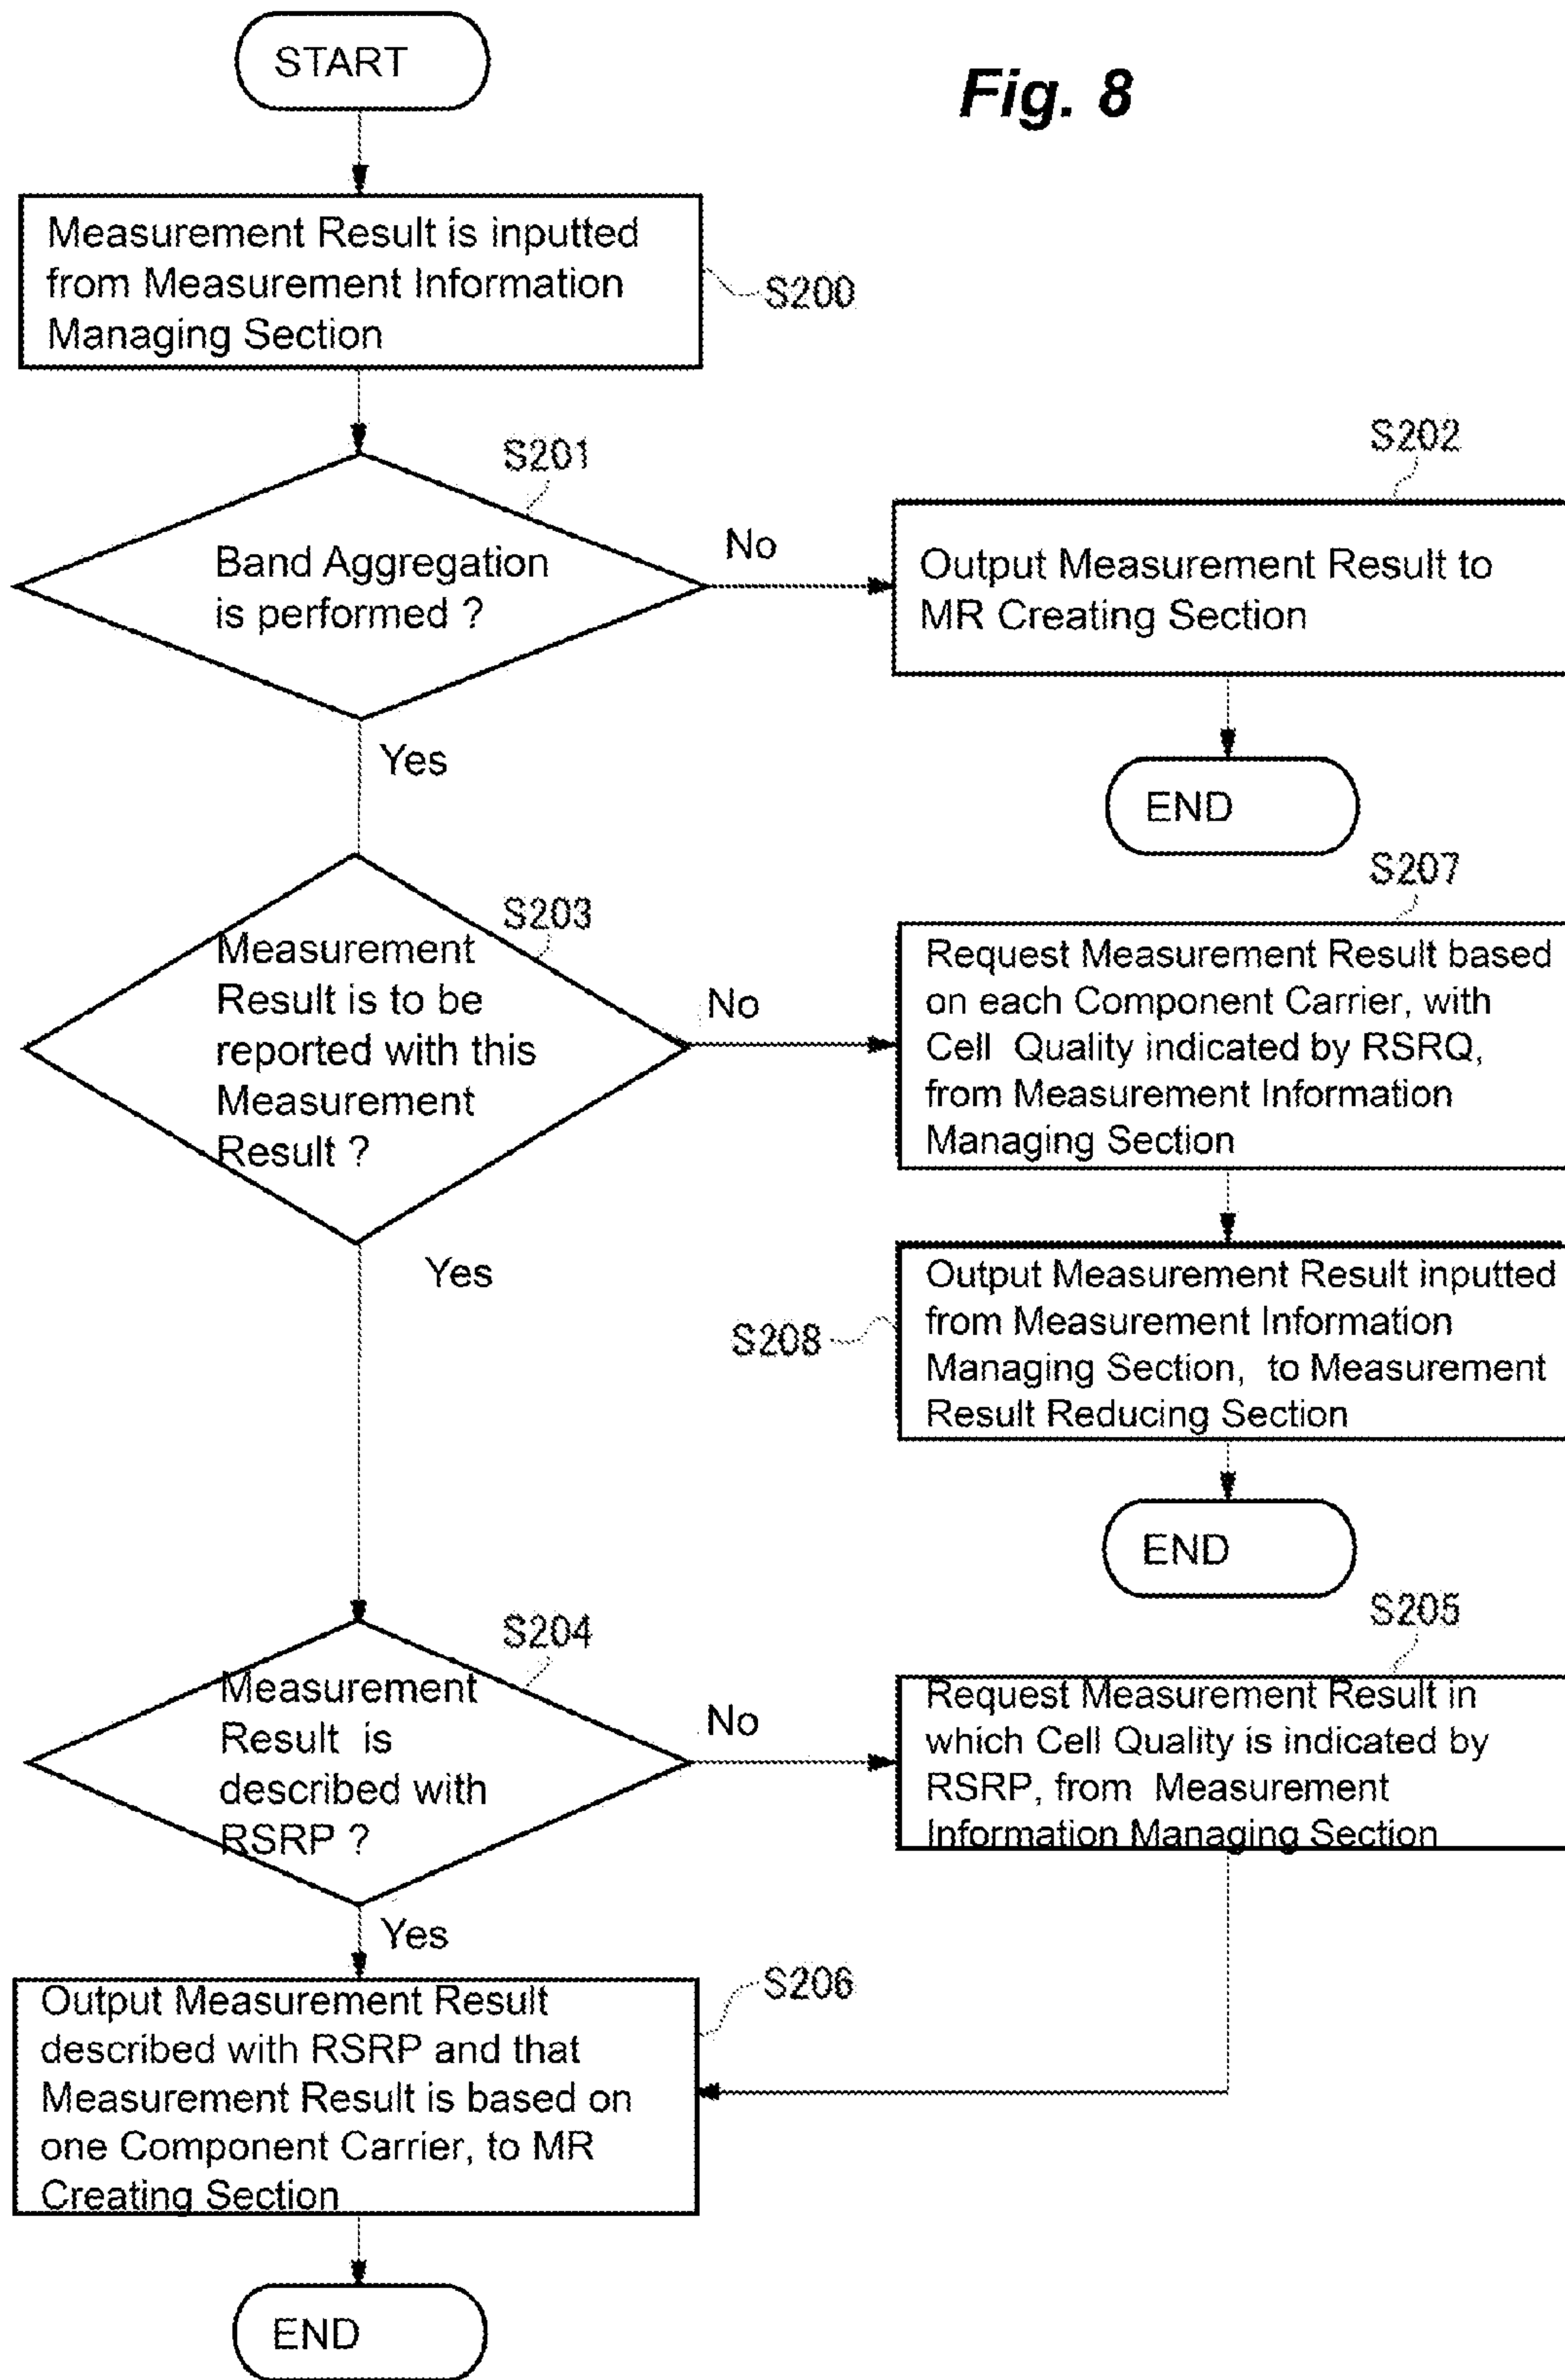 START
Fig. 8
Measurement Result is inputted
from Measurement Information
Managing Section
S200
S201
Band Aggregation
is performed ?
No
Yes
S202
Output Measurement Result to
MR Creating Section
END
S203
Measurement
Result is to be
reported with this
Measurement
Result ?
No
Yes
S207
Request Measurement Result based
on each Component Carrier, with
Cell Quality indicated by RSRQ,
from Measurement Information
Managing Section
S208
Output Measurement Result inputted
from Measurement Information
Managing Section, to Measurement
Result Reducing Section
END
S204
Measurement
Result is
described with
RSRP ?
No
Yes
S205
Request Measurement Result in
which Cell Quality is indicated by
RSRP, from Measurement
Information Managing Section
S206
Output Measurement Result
described with RSRP and that
Measurement Result is based on
one Component Carrier, to MR
Creating Section
END